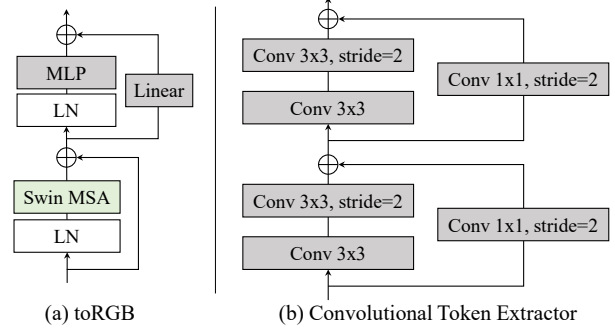 MLP
Linear
LN
Swin MSA
LN
(a) toRGB
Conv 3x3, stride=2
Conv 1x1, stride=2
Conv 3x3
Conv 3x3, stride=2
Conv 1x1, stride=2
Conv 3x3
(b) Convolutional Token Extractor